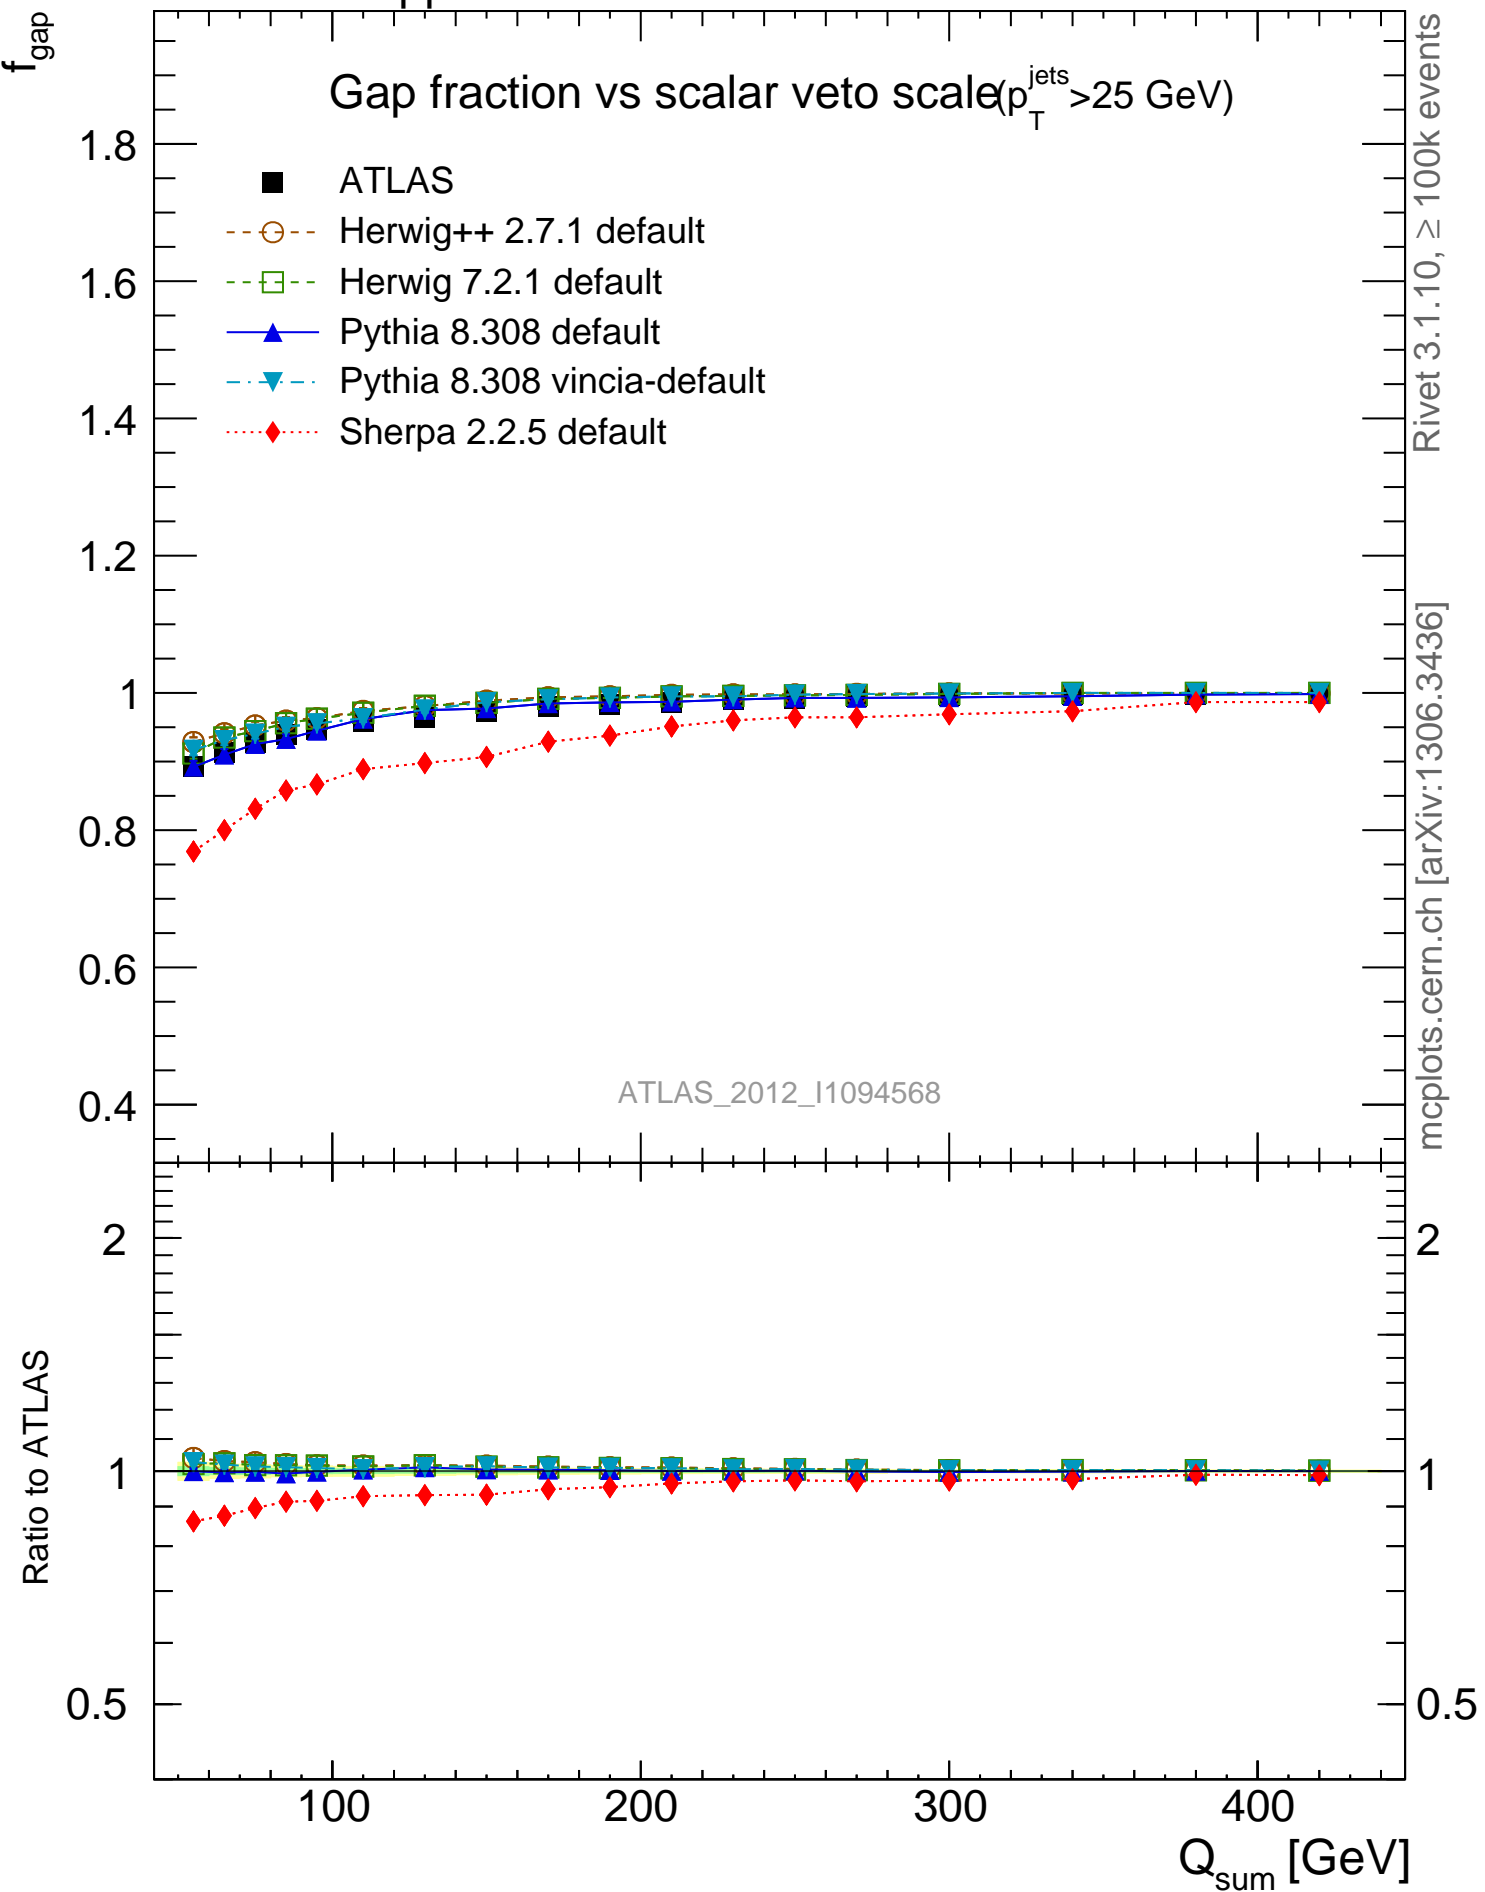 f_gap
Gap fraction vs scalar veto scale(p_T^jets>25 GeV)
ATLAS
Herwig++ 2.7.1 default
Herwig 7.2.1 default
Pythia 8.308 default
Pythia 8.308 vincia-default
Sherpa 2.2.5 default
1.8
1.6
1.4
1.2
1
0.8
0.6
0.4
ATLAS_2012_I1094568
Rivet 3.1.10, ≥ 100k events
mcplots.cern.ch [arXiv:1306.3436]
Ratio to ATLAS
2
1
0.5
2
1
0.5
100
200
300
400
Q_sum [GeV]